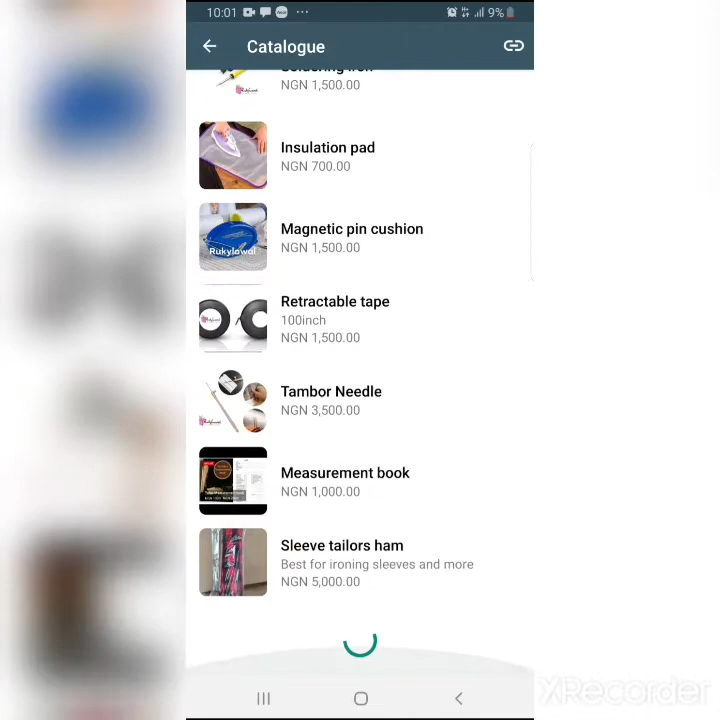 10:01
9%
Catalogue
Soldering iron
NGN 1,500.00
Insulation pad
NGN 700.00
Magnetic pin cushion
NGN 1,500.00
Rukylawal
Retractable tape
100inch
NGN 1,500.00
Tambor Needle
NGN 3,500.00
Measurement book
NGN 1,000.00
Sleeve tailors ham
Best for ironing sleeves and more
NGN 5,000.00
XRecorder